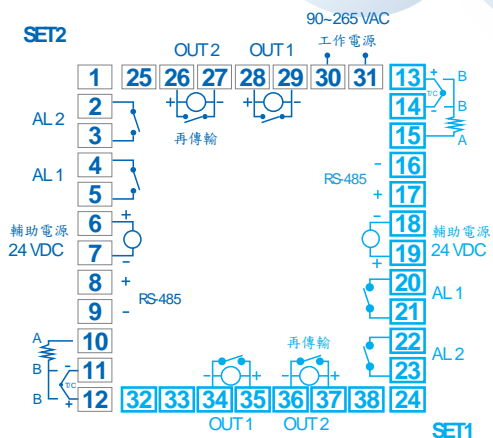 90~265 VAC
工作電源
SET2
OUT 2
OUT 1
1
25
26
27
28
29
30
31
13
+
B
T/C
2
+
-
+
-
14
-
B
AL 2
再傳輸
3
15
A
4
-
16
AL 1
RS-485
5
+
17
6
+
-
18
輔助電源
輔助電源
24 VDC
24 VDC
7
-
+
19
8
+
20
RS-485
AL 1
9
-
21
A
10
再傳輸
22
AL 2
B
-
11
-
+
-
+
23
T/C
B
+
12
32
33
34
35
36
37
38
24
OUT 1
OUT 2
SET1